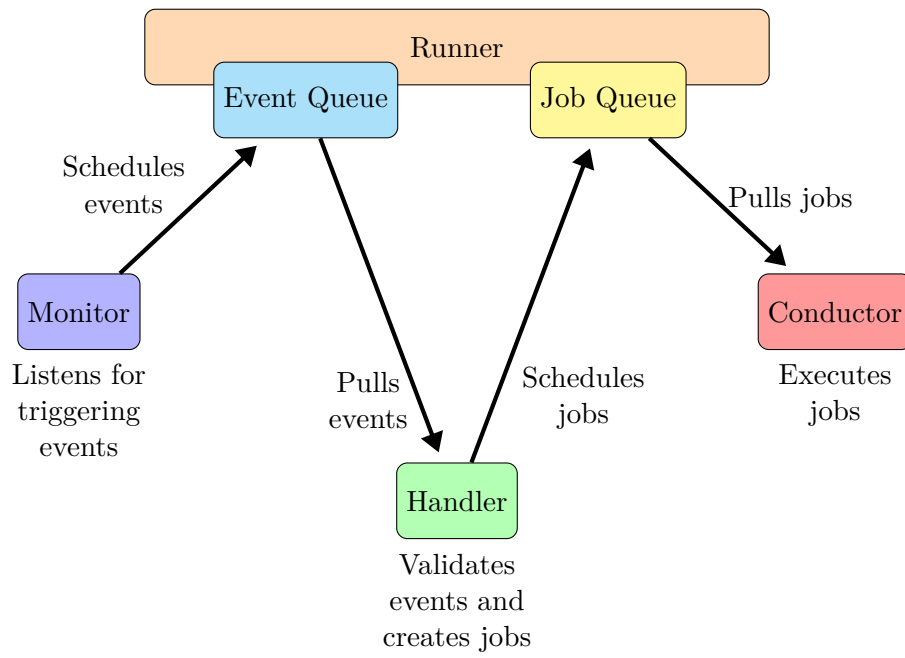 Runner
Event Queue
Job Queue
Schedules
events
Pulls jobs
Monitor
Conductor
Listens for
triggering
events
Pulls
events
Schedules
jobs
Executes
jobs
Handler
Validates
events and
creates jobs